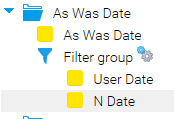 As Was Date
As Was Date
Filter group
User Date
N Date